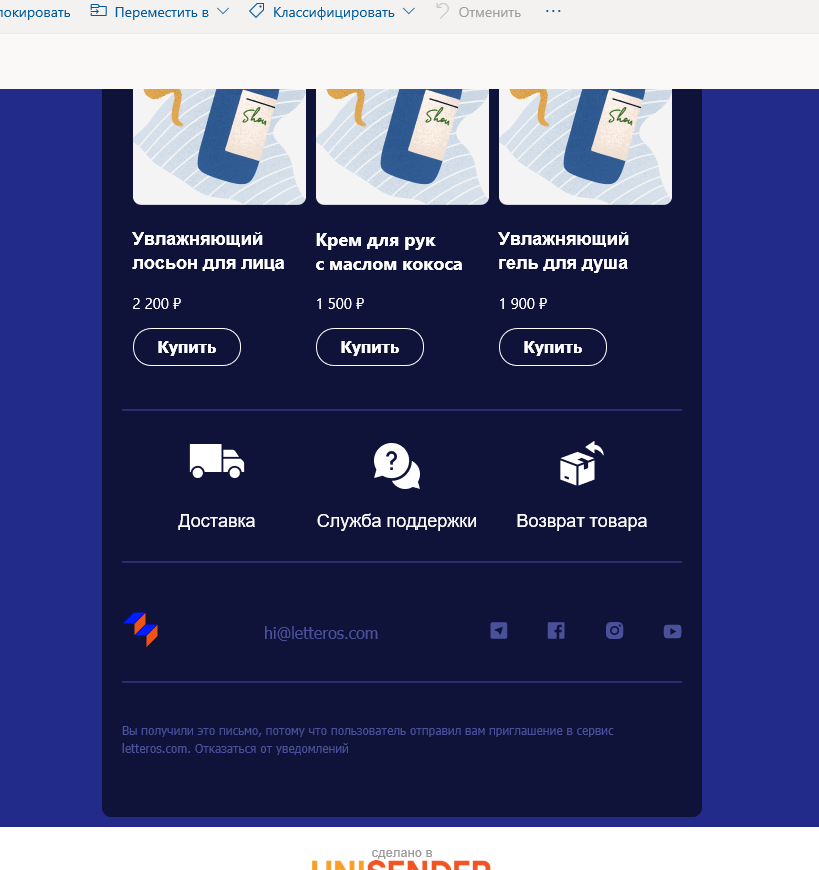 локировать Переместить в Классифицировать Отменить ...
Shou Shou Shou
Увлажняющий
лосьон для лица
2 200 ₽
Купить
Крем для рук
с маслом кокоса
1 500 ₽
Купить
Увлажняющий
гель для душа
1 900 ₽
Купить
?
Доставка
Служба поддержки
Возврат товара
hi@letteros.com
Вы получили это письмо, потому что пользователь отправил вам приглашение в сервис
letteros.com. Отказаться от уведомлений
сделано в
UNISENDER